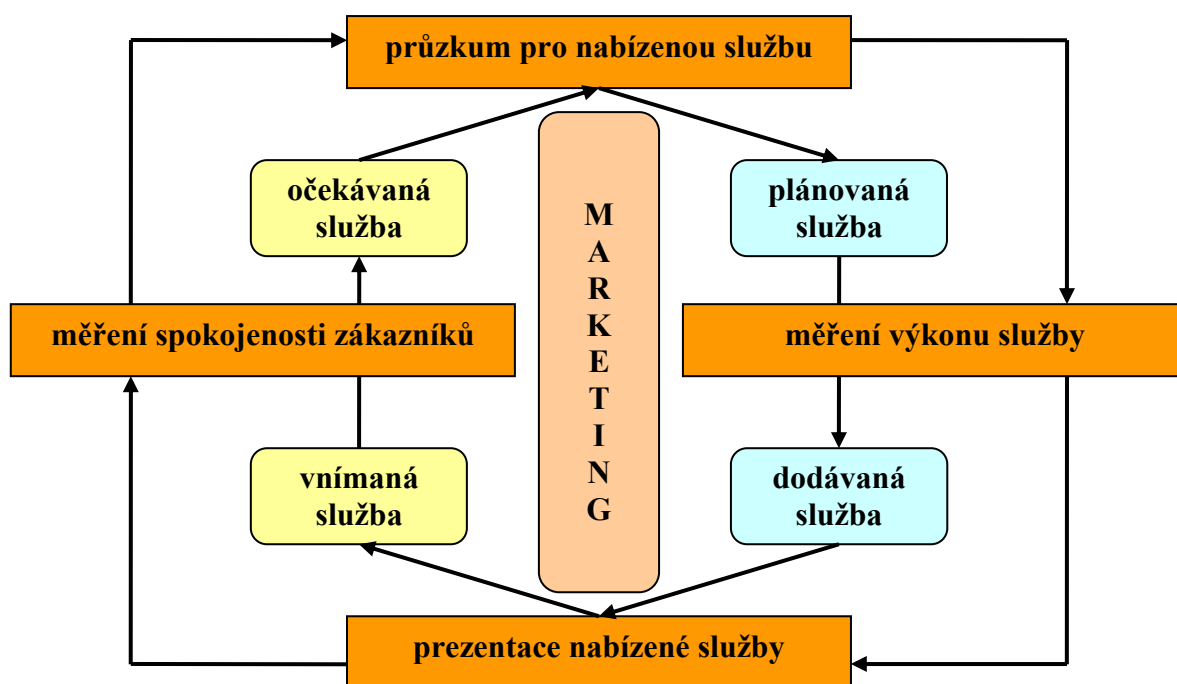 průzkum pro nabízenou službu
očekávaná
služba
M
A
R
K
E
T
I
N
G
plánovaná
služba
měření spokojenosti zákazníků
měření výkonu služby
vnímaná
služba
dodávaná
služba
prezentace nabízené služby